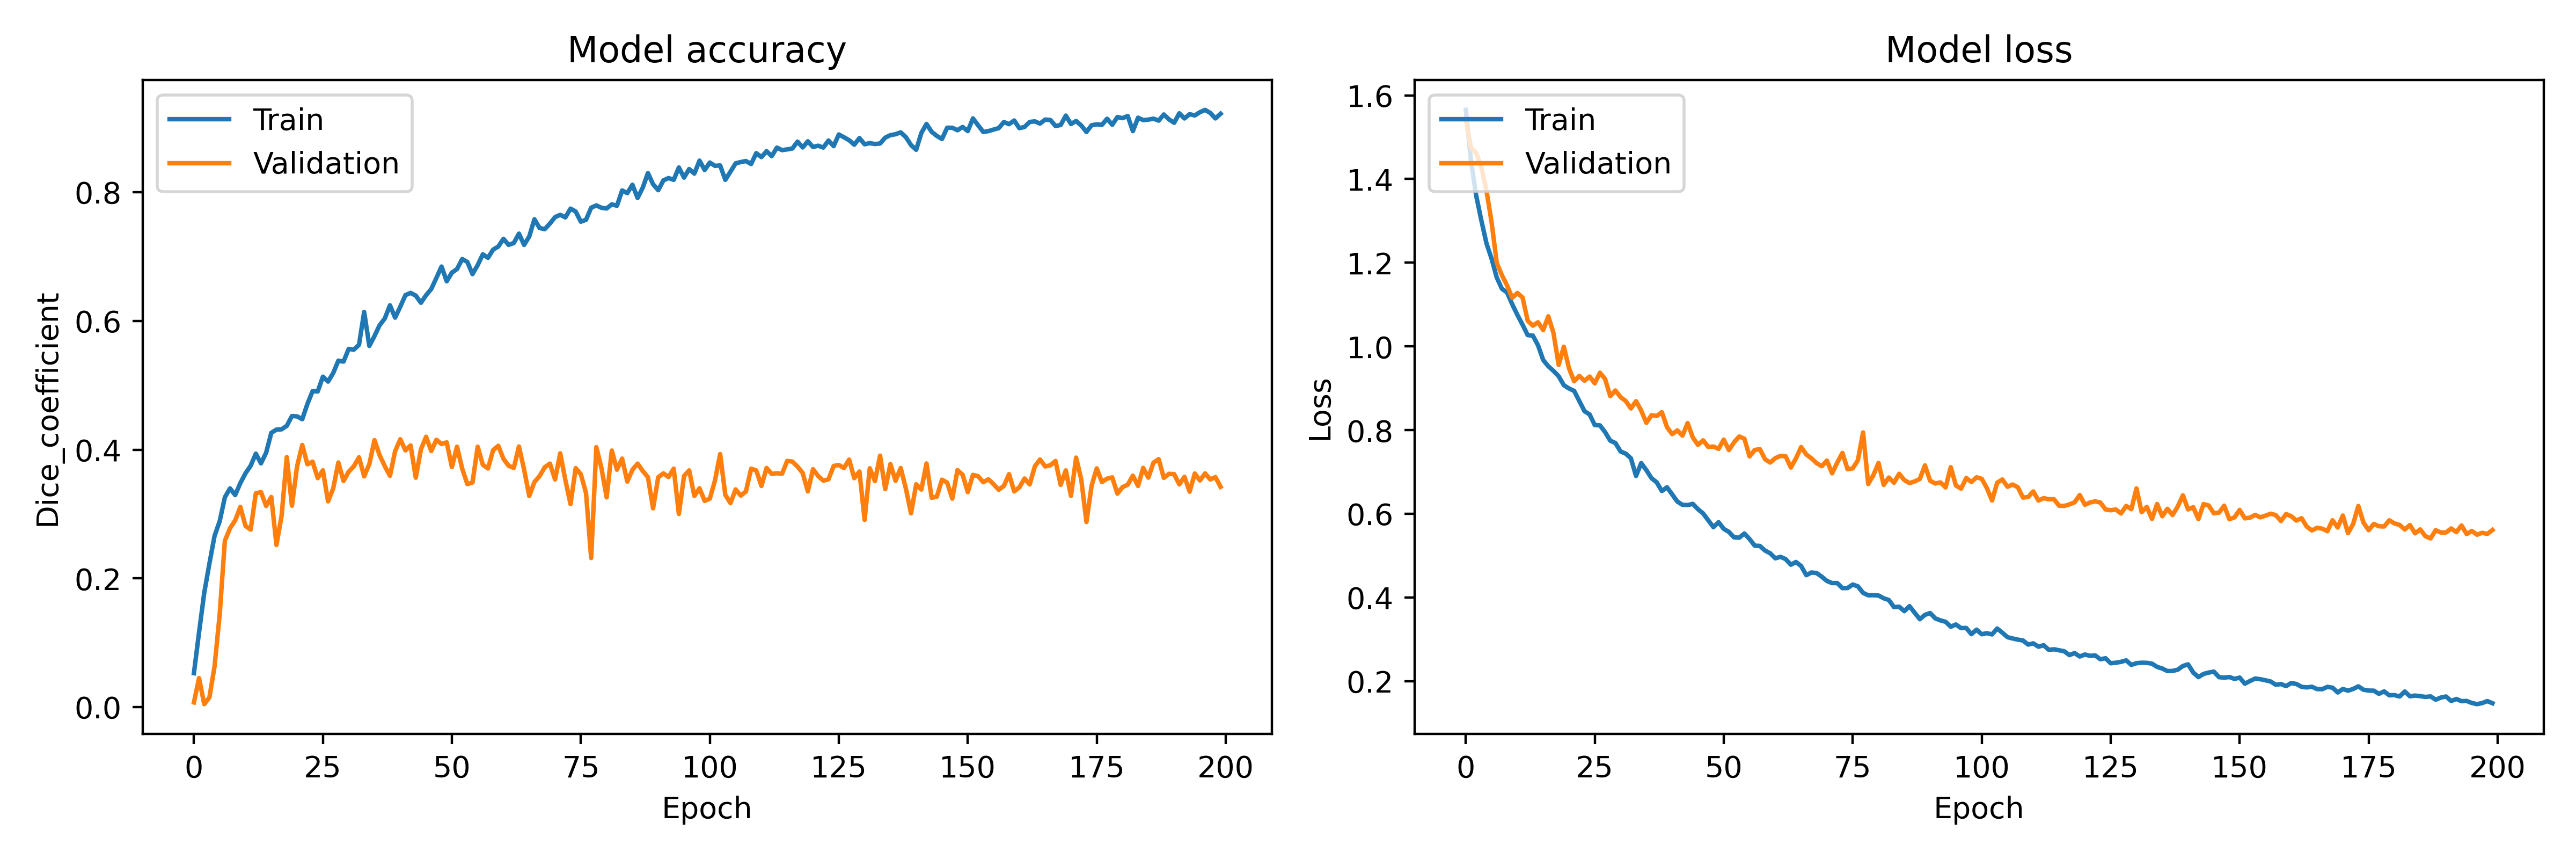 Model accuracy
Train
Validation
Dice_coefficient
0.8
0.6
0.4
0.2
0.0
0 25 50 75 100 125 150 175 200
Epoch
Model loss
Train
Validation
Loss
1.6
1.4
1.2
1.0
0.8
0.6
0.4
0.2
0 25 50 75 100 125 150 175 200
Epoch